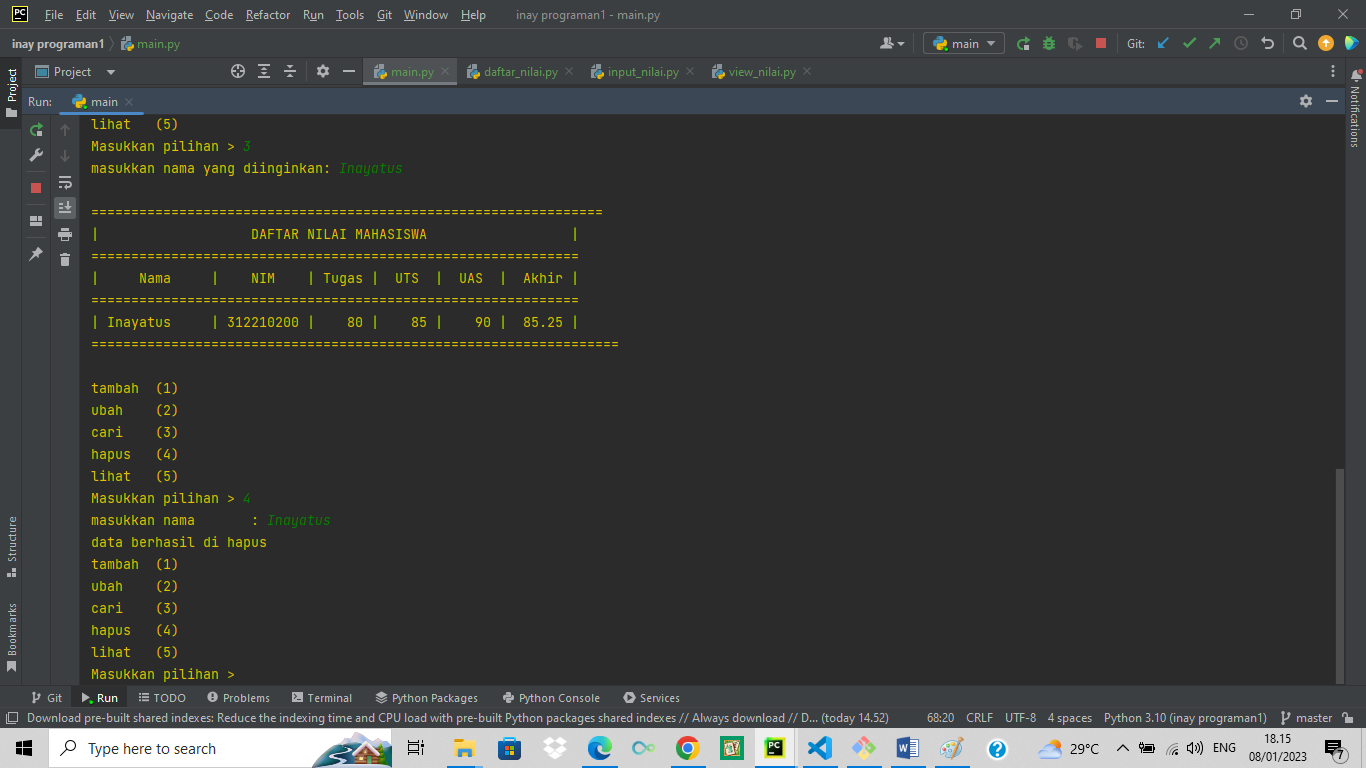 PC File Edit View Navigate Code Refactor Run Tools Git Window Help inay programan1 - main.py
inay programan1 main.py main Git:
Project main.py daftar_nilai.py input_nilai.py view_nilai.py
Run: main
lihat   (5)
Masukkan pilihan > 3
masukkan nama yang diinginkan: Inayatus
================================================================
|                   DAFTAR NILAI MAHASISWA                  |
=============================================================
|     Nama     |    NIM    | Tugas |  UTS  |  UAS  |  Akhir |
=============================================================
| Inayatus     | 312210200 |    80 |    85 |    90 |  85.25 |
==================================================================
tambah  (1)
ubah    (2)
cari    (3)
hapus   (4)
lihat   (5)
Masukkan pilihan > 4
masukkan nama       : Inayatus
data berhasil di hapus
tambah  (1)
ubah    (2)
cari    (3)
hapus   (4)
lihat   (5)
Masukkan pilihan >
Project
Structure
Bookmarks
Notifications
Git Run TODO Problems Terminal Python Packages Python Console Services
Download pre-built shared indexes: Reduce the indexing time and CPU load with pre-built Python packages shared indexes // Always download // D... (today 14.52) 68:20 CRLF UTF-8 4 spaces Python 3.10 (inay programan1) master
Type here to search PC 29°C ENG 18.15
08/01/2023 7